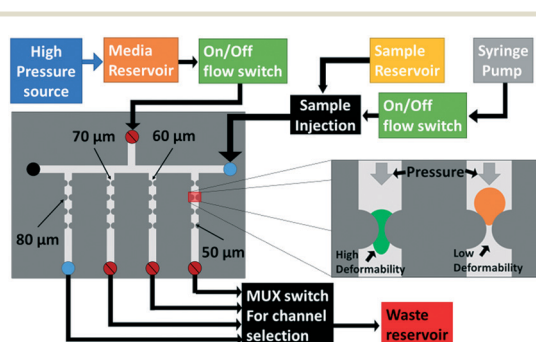 High
Pressure
source
Media
Reservoir
On/Off
flow switch
Sample
Reservoir
Syringe
Pump
Sample
Injection
On/Off
flow switch
70 µm
60 µm
80 µm
50 µm
Pressure
High
Deformability
Low
Deformability
MUX switch
For channel
selection
Waste
reservoir